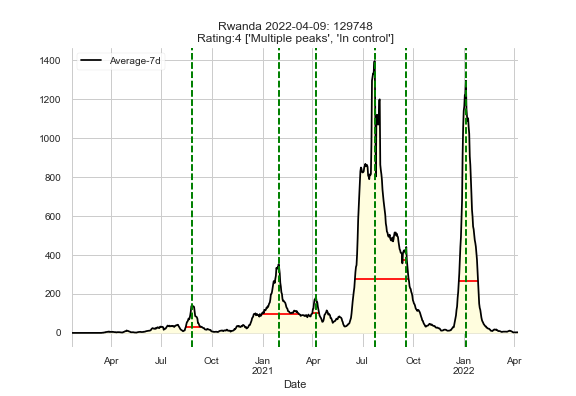 Rwanda 2022-04-09: 129748
Rating:4 ['Multiple peaks', 'In control']
Average-7d
1400
1200
1000
800
600
400
200
0
Apr Jul Oct Jan Apr Jul Oct Jan Apr
2021 2022
Date